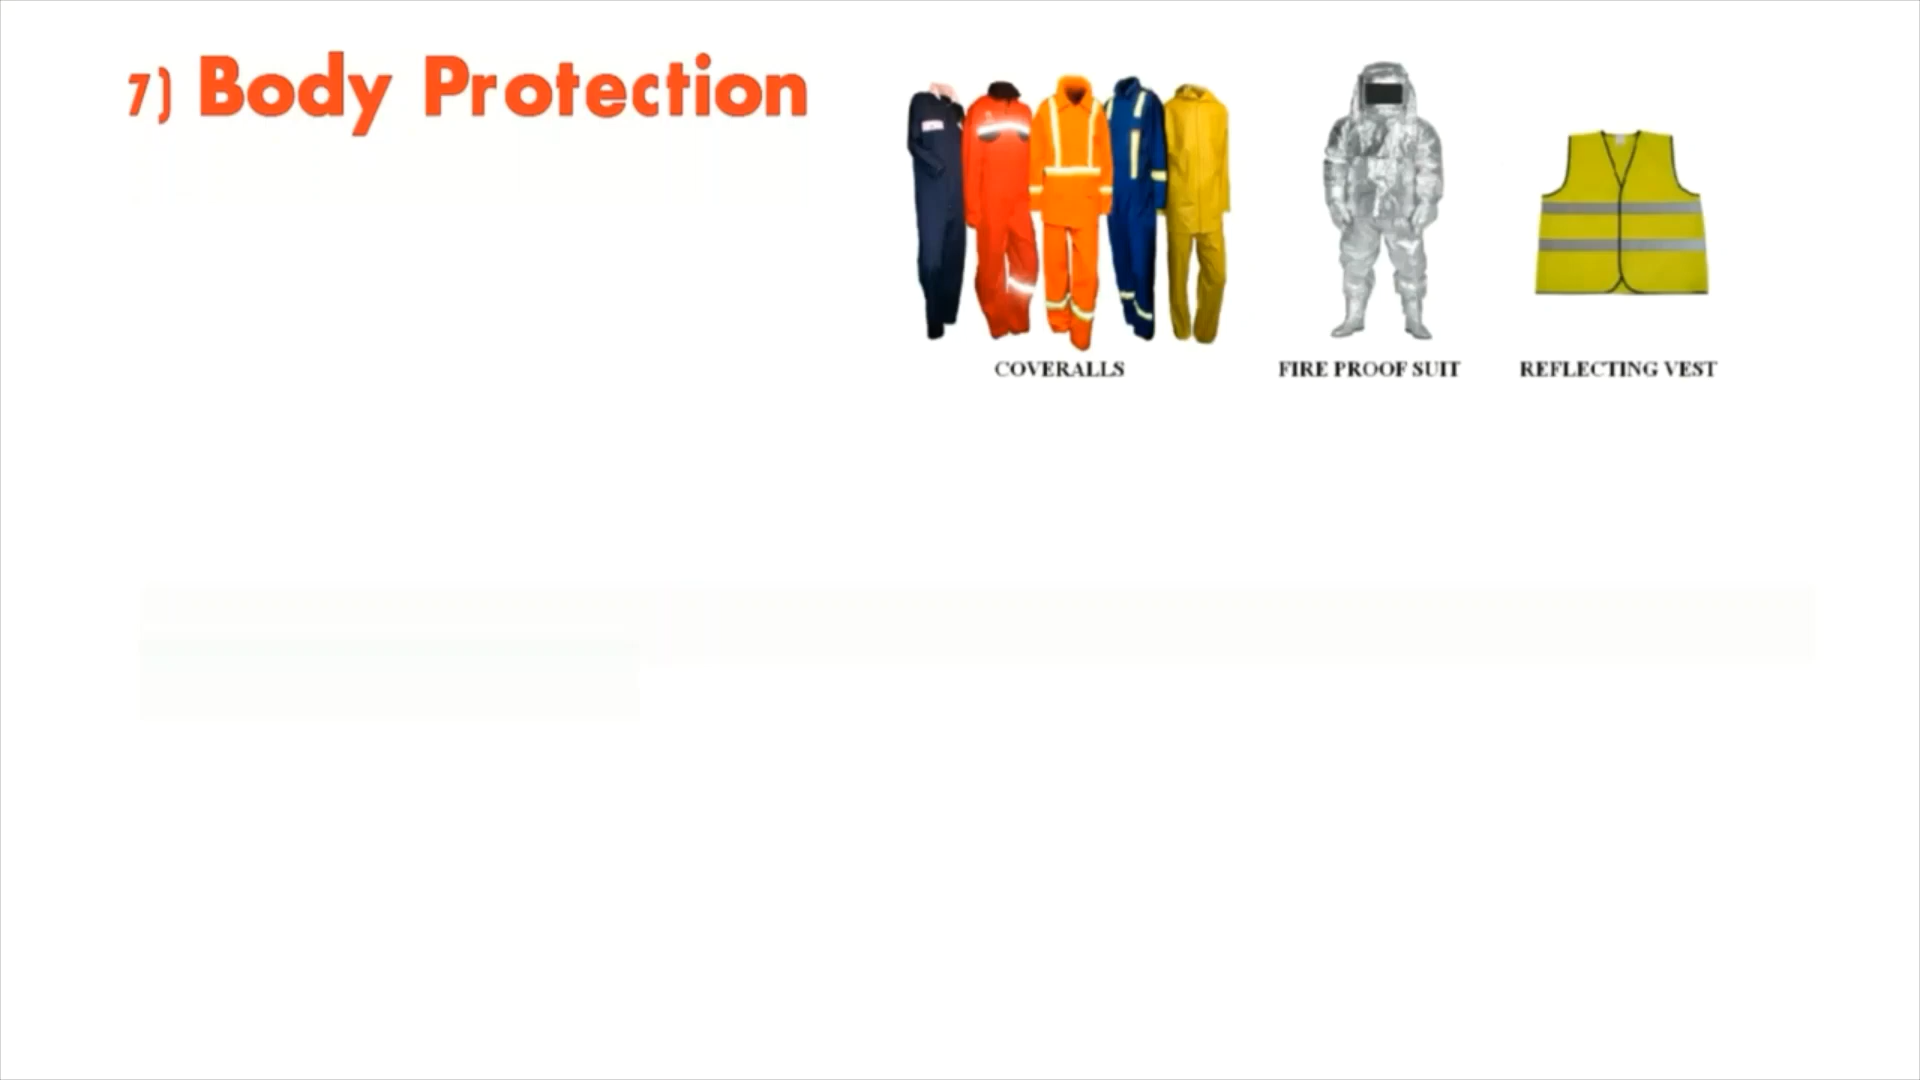 7) Body Protection
COVERALLS
FIRE PROOF SUIT
REFLECTING VEST